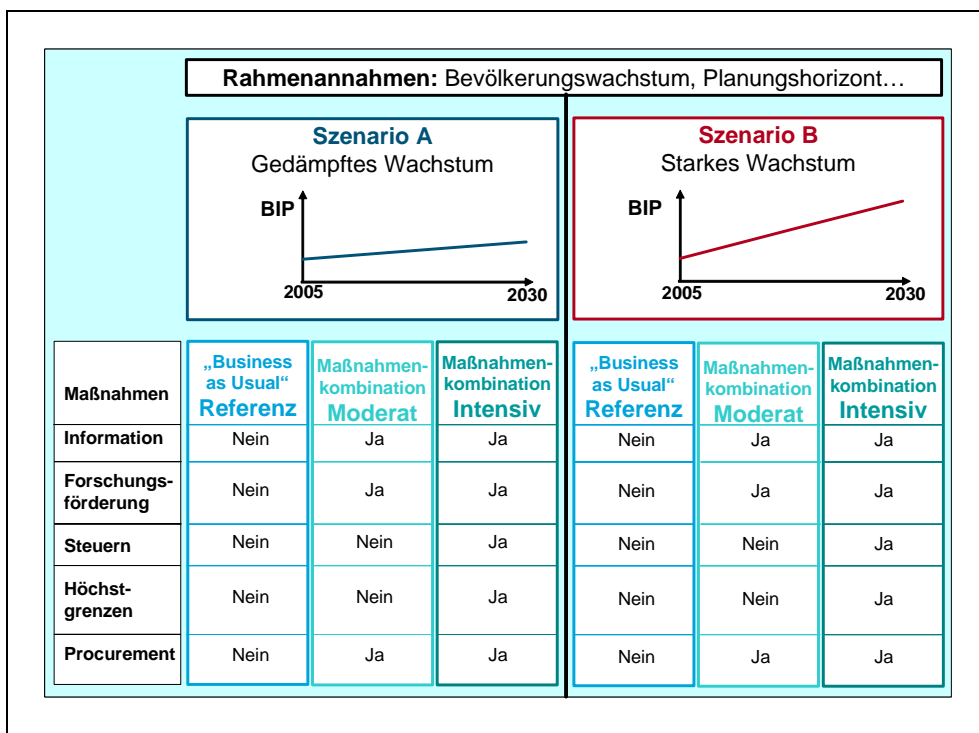 Rahmenannahmen: Bevölkerungswachstum, Planungshorizont…
Szenario A
Gedämpftes Wachstum
BIP
2005
2030
Szenario B
Starkes Wachstum
BIP
2005
2030
Maßnahmen
„Business
as Usual“
Referenz
Maßnahmen-
kombination
Moderat
Maßnahmen-
kombination
Intensiv
„Business
as Usual“
Referenz
Maßnahmen-
kombination
Moderat
Maßnahmen-
kombination
Intensiv
Information
Nein
Ja
Ja
Nein
Ja
Ja
Forschungs-
förderung
Nein
Ja
Ja
Nein
Ja
Ja
Steuern
Nein
Nein
Ja
Nein
Nein
Ja
Höchst-
grenzen
Nein
Nein
Ja
Nein
Nein
Ja
Procurement
Nein
Ja
Ja
Nein
Ja
Ja